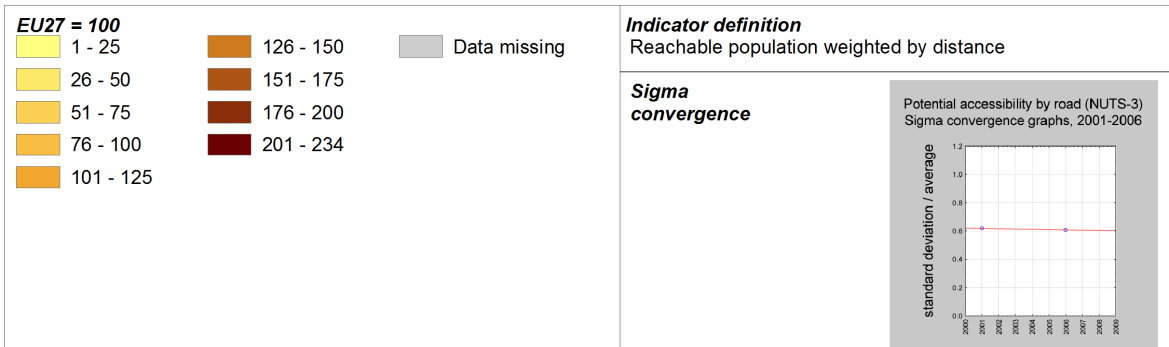 EU27 = 100
1 - 25
26 - 50
51 - 75
76 - 100
101 - 125
126 - 150
151 - 175
176 - 200
201 - 234
Data missing
Indicator definition
Reachable population weighted by distance
Sigma
convergence
Potential accessibility by road (NUTS-3)
Sigma convergence graphs, 2001-2006
standard deviation / average
1.2
1.0
0.8
0.6
0.4
0.2
0.0
2000
2001
2002
2003
2004
2005
2006
2007
2008
2009